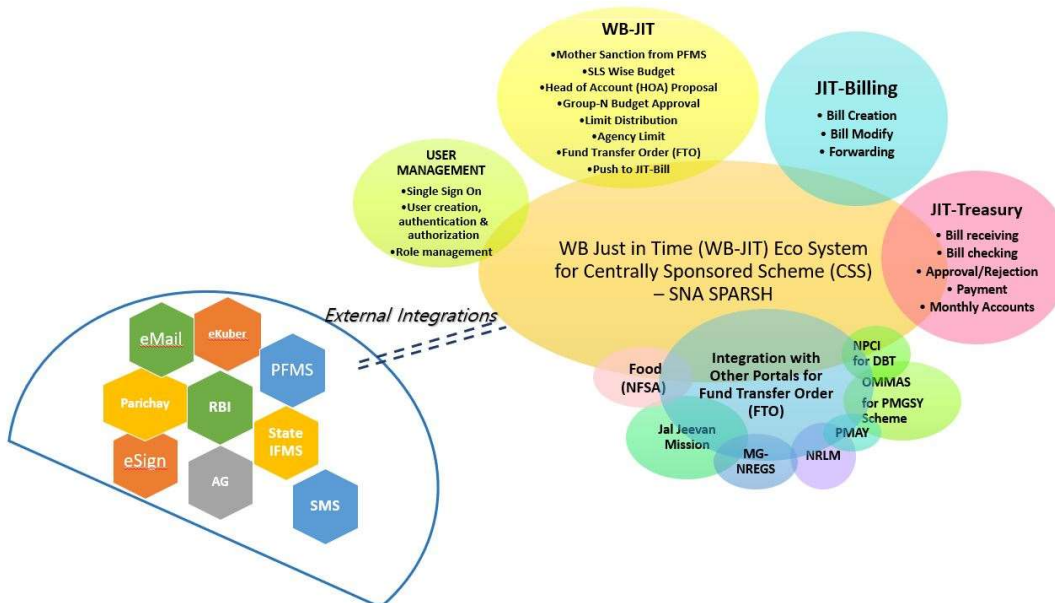 WB-JIT
•Mother Sanction from PFMS
•SLS Wise Budget
•Head of Account (HOA) Proposal
•Group-N Budget Approval
•Limit Distribution
•Agency Limit
•Fund Transfer Order (FTO)
•Push to JIT-Bill
JIT-Billing
• Bill Creation
• Bill Modify
• Forwarding
USER
MANAGEMENT
•Single Sign On
•User creation,
authentication &
authorization
•Role management
JIT-Treasury
• Bill receiving
• Bill checking
• Approval/Rejection
• Payment
• Monthly Accounts
WB Just in Time (WB-JIT) Eco System
for Centrally Sponsored Scheme (CSS)
– SNA SPARSH
External Integrations
eMail
eKuber
PFMS
Parichay
RBI
State
IFMS
eSign
AG
SMS
Integration with
Other Portals for
Fund Transfer Order
(FTO)
Food
(NFSA)
Jal Jeevan
Mission
MG-
NREGS
NRLM
PMAY
OMMAS
for PMGSY
Scheme
NPCI
for DBT